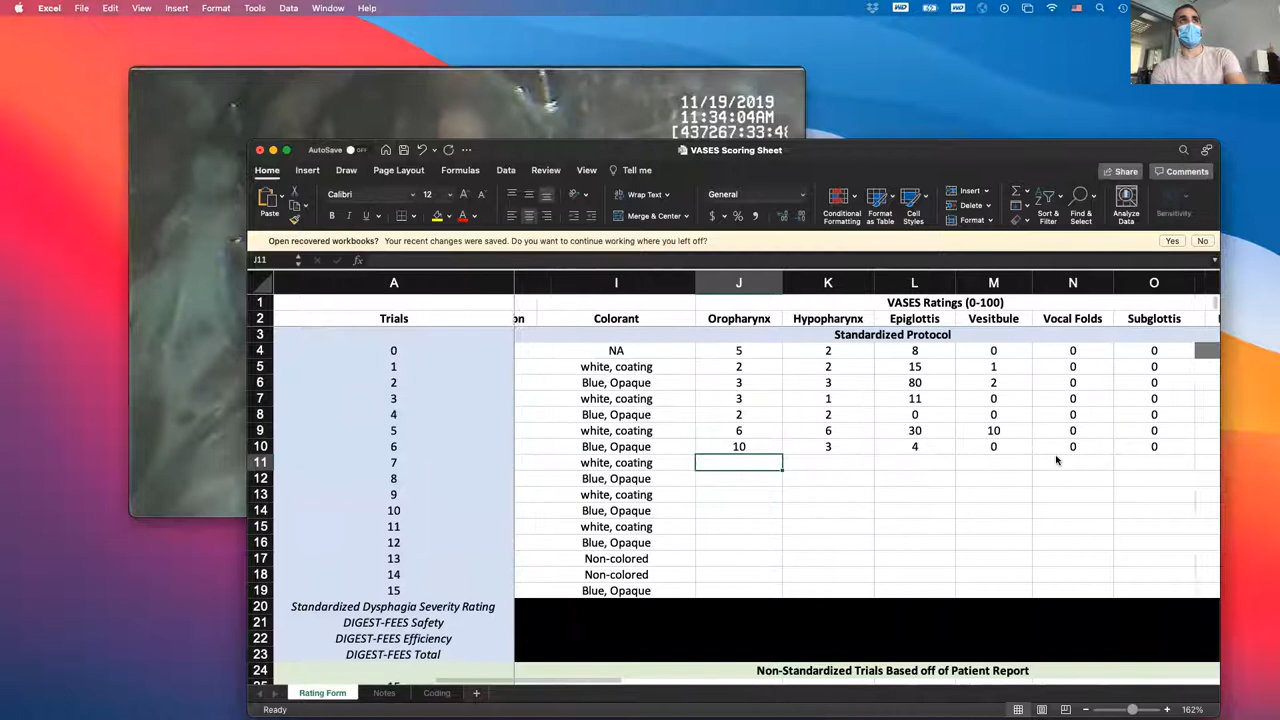 Excel File Edit View Insert Format Tools Data Window Help
11/19/2019
11:34:04AM
[437267:33:48
AutoSave OFF VASES Scoring Sheet
Home Insert Draw Page Layout Formulas Data Review View Tell me Share Comments
Paste Calibri 12 Wrap Text General Conditional Formatting Format as Table Cell Styles Insert Sort & Filter Find & Select Analyze Data Sensitivity
B I U Merge & Center $ % Delete Format
Open recovered workbooks? Your recent changes were saved. Do you want to continue working where you left off? Yes No
J11 fx
A I J K L M N O
1 VASES Ratings (0-100)
2 Trials on Colorant Oropharynx Hypopharynx Epiglottis Vesitbule Vocal Folds Subglottis
3 Standardized Protocol
4 0 NA 5 2 8 0 0 0
5 1 white, coating 2 2 15 1 0 0
6 2 Blue, Opaque 3 3 80 2 0 0
7 3 white, coating 3 1 11 0 0 0
8 4 Blue, Opaque 2 2 0 0 0 0
9 5 white, coating 6 6 30 10 0 0
10 6 Blue, Opaque 10 3 4 0 0 0
11 7 white, coating
12 8 Blue, Opaque
13 9 white, coating
14 10 Blue, Opaque
15 11 white, coating
16 12 Blue, Opaque
17 13 Non-colored
18 14 Non-colored
19 15 Blue, Opaque
20 Standardized Dysphagia Severity Rating
21 DIGEST-FEES Safety
22 DIGEST-FEES Efficiency
23 DIGEST-FEES Total
24 Non-Standardized Trials Based off of Patient Report
Rating Form Notes Coding
Ready 162%